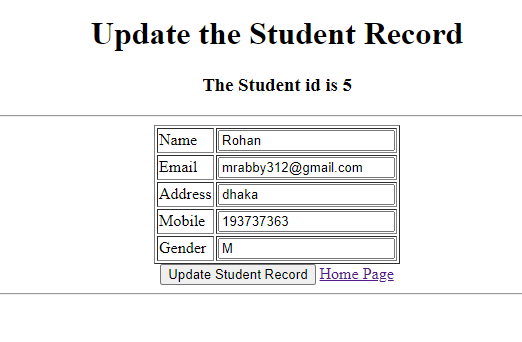 Update the Student Record
The Student id is 5
Name Rohan
Email mrabby312@gmail.com
Address dhaka
Mobile 193737363
Gender M
Update Student Record Home Page